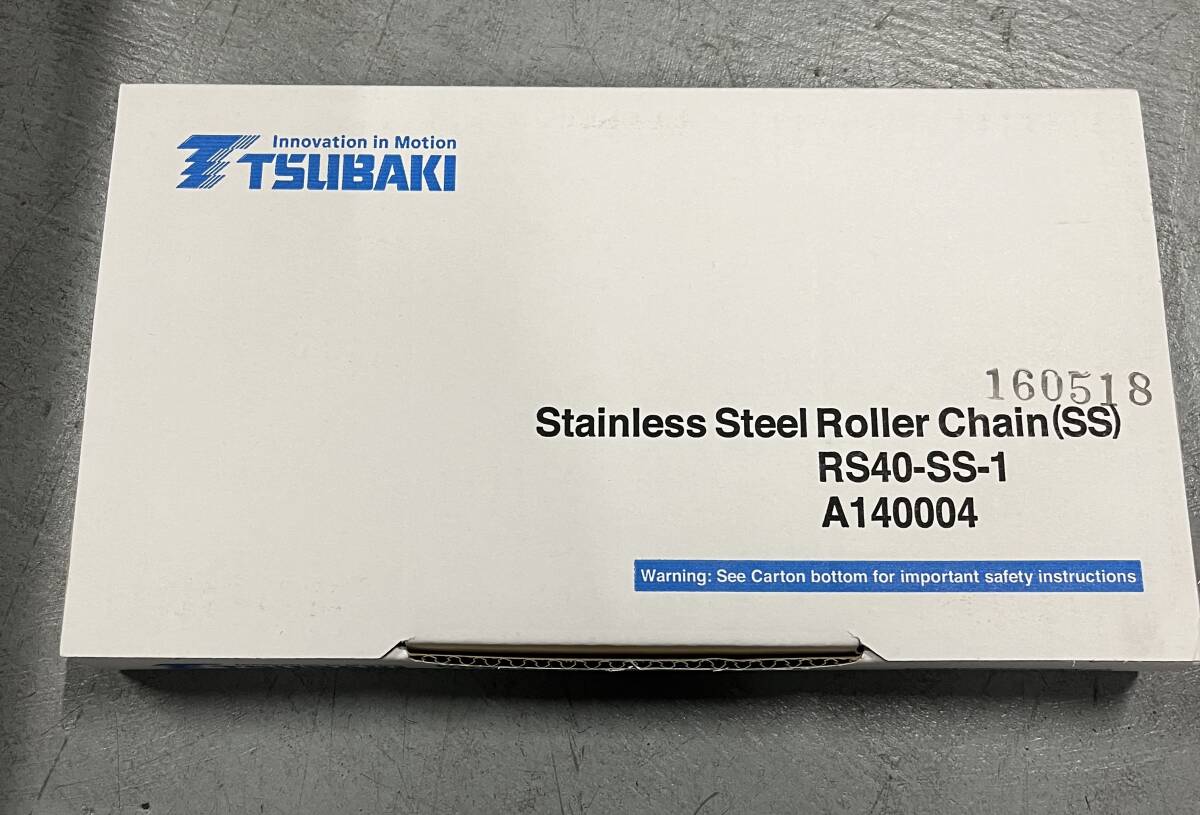 Innovation in Motion
TSUBAKI
160518
Stainless Steel Roller Chain(SS)
RS40-SS-1
A140004
Warning: See Carton bottom for important safety instructions